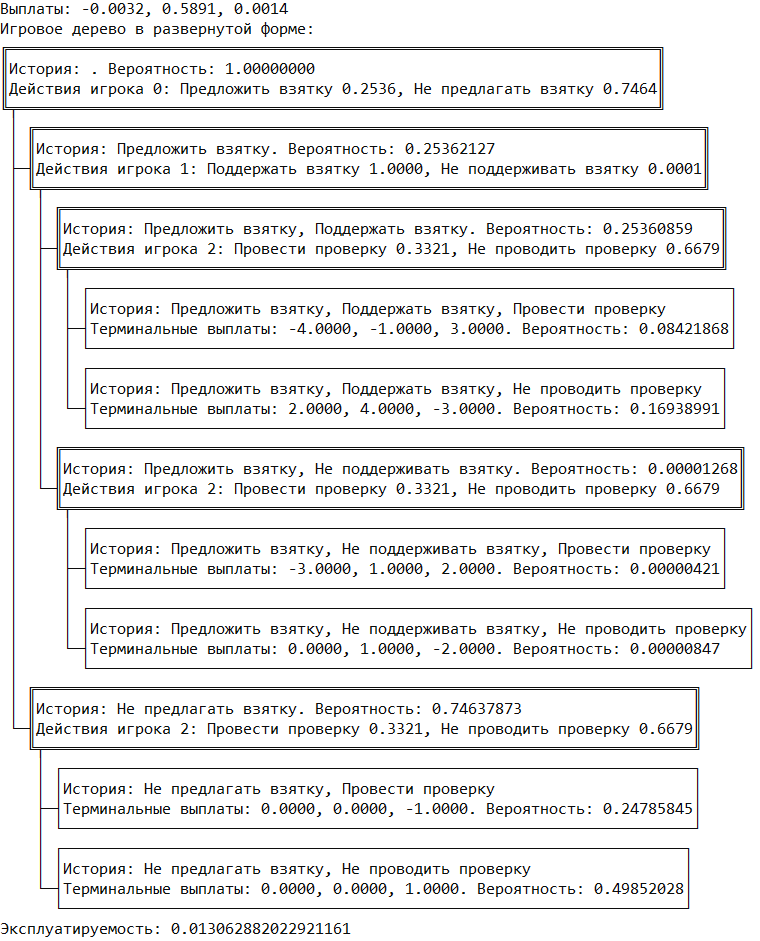 Выплаты: -0.0032, 0.5891, 0.0014
Игровое дерево в развернутой форме:
История: . Вероятность: 1.00000000
Действия игрока 0: Предложить взятку 0.2536, Не предлагать взятку 0.7464
История: Предложить взятку. Вероятность: 0.25362127
Действия игрока 1: Поддержать взятку 1.0000, Не поддерживать взятку 0.0001
История: Предложить взятку, Поддержать взятку. Вероятность: 0.25360859
Действия игрока 2: Провести проверку 0.3321, Не проводить проверку 0.6679
История: Предложить взятку, Поддержать взятку, Провести проверку
Терминальные выплаты: -4.0000, -1.0000, 3.0000. Вероятность: 0.08421868
История: Предложить взятку, Поддержать взятку, Не проводить проверку
Терминальные выплаты: 2.0000, 4.0000, -3.0000. Вероятность: 0.16938991
История: Предложить взятку, Не поддерживать взятку. Вероятность: 0.00001268
Действия игрока 2: Провести проверку 0.3321, Не проводить проверку 0.6679
История: Предложить взятку, Не поддерживать взятку, Провести проверку
Терминальные выплаты: -3.0000, 1.0000, 2.0000. Вероятность: 0.00000421
История: Предложить взятку, Не поддерживать взятку, Не проводить проверку
Терминальные выплаты: 0.0000, 1.0000, -2.0000. Вероятность: 0.00000847
История: Не предлагать взятку. Вероятность: 0.74637873
Действия игрока 2: Провести проверку 0.3321, Не проводить проверку 0.6679
История: Не предлагать взятку, Провести проверку
Терминальные выплаты: 0.0000, 0.0000, -1.0000. Вероятность: 0.24785845
История: Не предлагать взятку, Не проводить проверку
Терминальные выплаты: 0.0000, 0.0000, 1.0000. Вероятность: 0.49852028
Эксплуатируемость: 0.013062882022921161